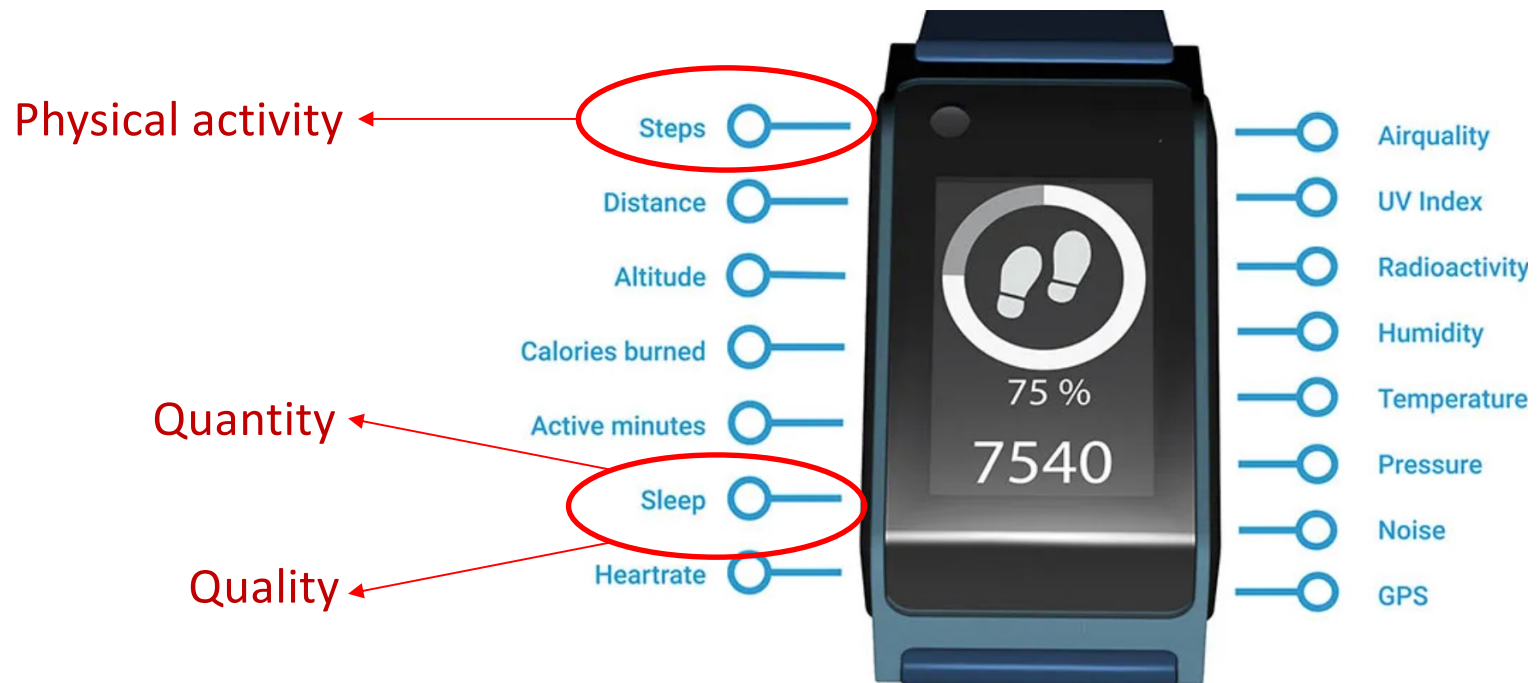 Physical activity
Steps
Distance
Altitude
Calories burned
Quantity
Active minutes
Sleep
Quality
Heartrate
75 %
7540
Airquality
UV Index
Radioactivity
Humidity
Temperature
Pressure
Noise
GPS